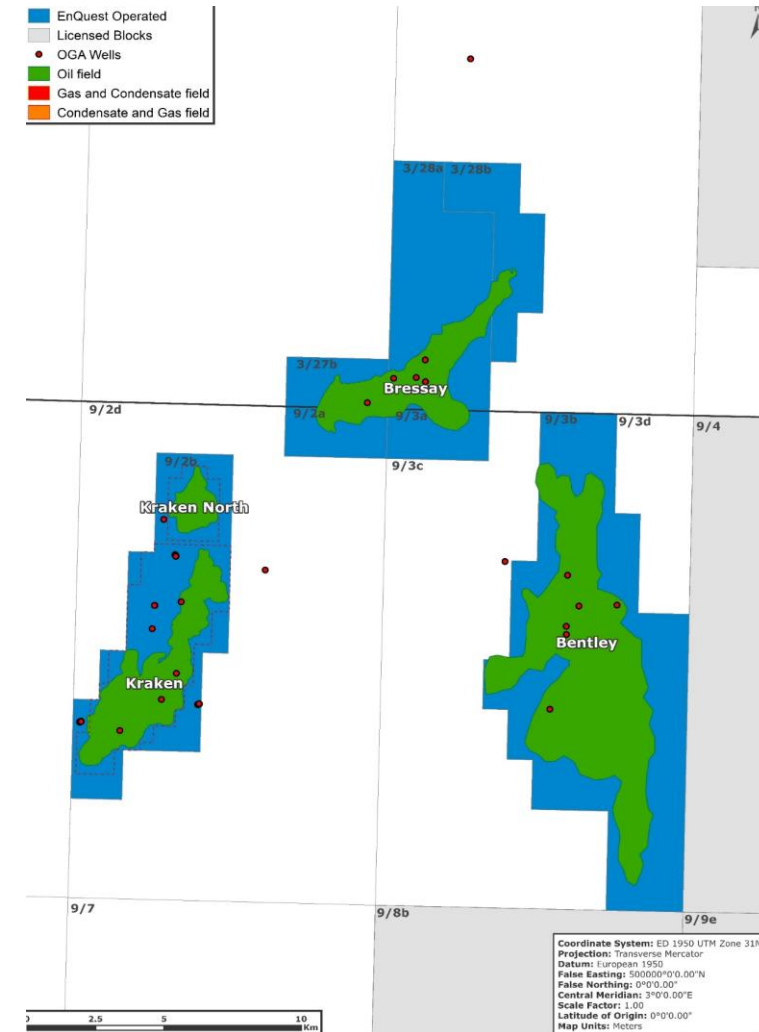 EnQuest Operated
Licensed Blocks
OGA Wells
Oil field
Gas and Condensate field
Condensate and Gas field
3/28a 3/28b
3/27b
Bressay
9/2d
9/2a
9/3a
9/3b
9/3d
9/4
9/3c
9/2b
Kraken North
Bentley
Kraken
9/7
9/8b
9/9e
2.5
5
10
Km
Coordinate System: ED 1950 UTM Zone 31N
Projection: Transverse Mercator
Datum: European 1950
False Easting: 500000°0'0.00"N
False Northing: 0°0'0.00"
Central Meridian: 3°0'0.00"E
Scale Factor: 1.00
Latitude of Origin: 0°0'0.00"
Map Units: Meters